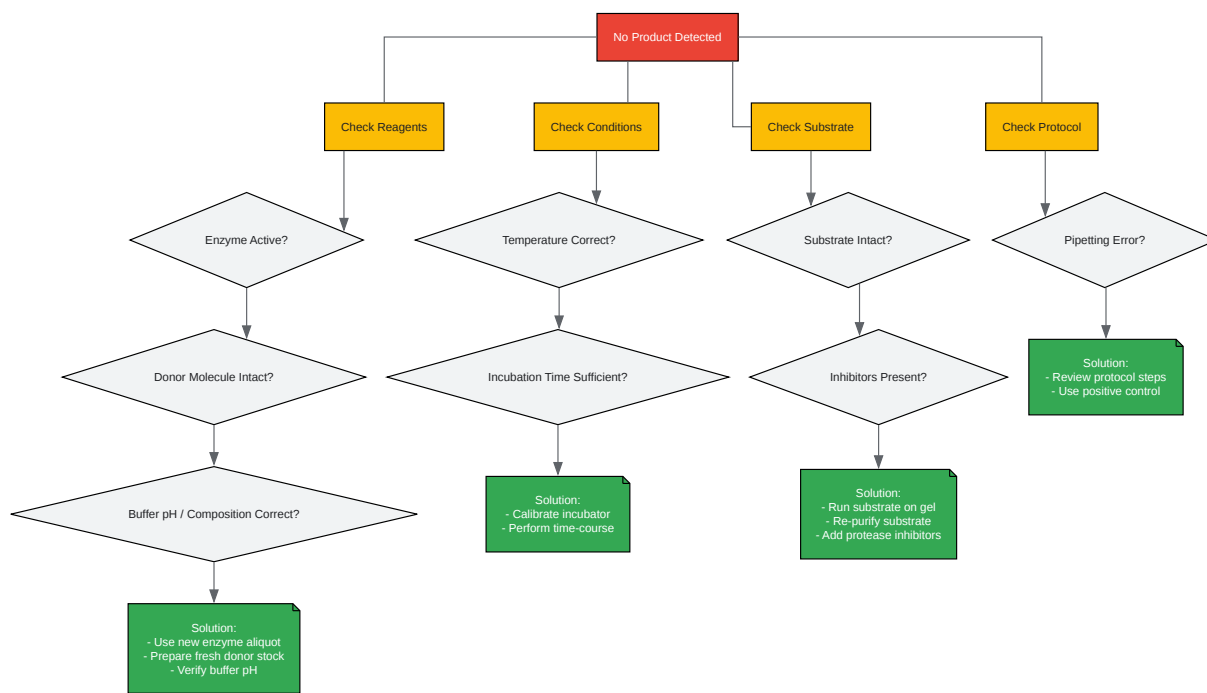 No Product Detected
Check Reagents
Check Conditions
Check Substrate
Check Protocol
Enzyme Active?
Temperature Correct?
Substrate Intact?
Pipetting Error?
Donor Molecule Intact?
Incubation Time Sufficient?
Inhibitors Present?
Solution:
- Review protocol steps
- Use positive control
Buffer pH / Composition Correct?
Solution:
- Calibrate incubator
- Perform time-course
Solution:
- Run substrate on gel
- Re-purify substrate
- Add protease inhibitors
Solution:
- Use new enzyme aliquot
- Prepare fresh donor stock
- Verify buffer pH